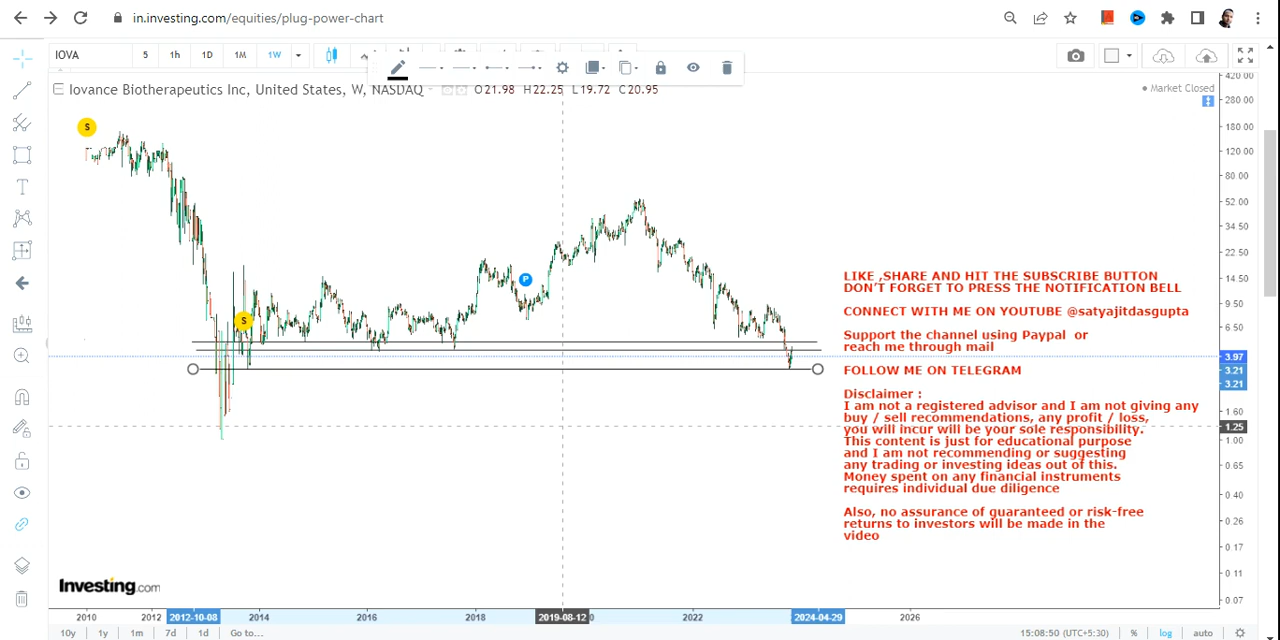 in.investing.com/equities/plug-power-chart
IOVA 5 1h 1D 1M 1W
Iovance Biotherapeutics Inc, United States, W, NASDAQ O21.98 H22.25 L19.72 C20.95
Market Closed
420.00
280.00
180.00
120.00
80.00
52.00
34.50
22.50
14.50
9.50
6.50
3.97
3.21
3.21
1.60
1.25
1.00
0.65
0.40
0.26
0.17
0.11
0.07
S
S
P
LIKE ,SHARE AND HIT THE SUBSCRIBE BUTTON
DON'T FORGET TO PRESS THE NOTIFICATION BELL
CONNECT WITH ME ON YOUTUBE @satyajitdasgupta
Support the channel using Paypal or
reach me through mail
FOLLOW ME ON TELEGRAM
Disclaimer :
I am not a registered advisor and I am not giving any
buy / sell recommendations, any profit / loss,
you will incur will be your sole responsibility.
This content is just for educational purpose
and I am not recommending or suggesting
any trading or investing ideas out of this.
Money spent on any financial instruments
requires individual due diligence
Also, no assurance of guaranteed or risk-free
returns to investors will be made in the
video
Investing.com
2010 2012 2012-10-08 2014 2016 2018 2019-08-12 2022 2024-04-29 2026
10y 1y 1m 7d 1d Go to... 15:08:50 (UTC+5:30) % log auto